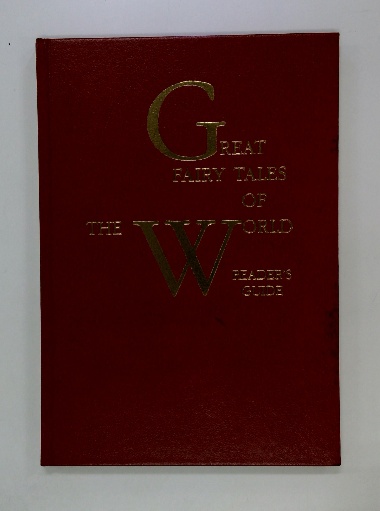 GREAT
FAIRY TALES
OF
THE WORLD
READER'S
GUIDE